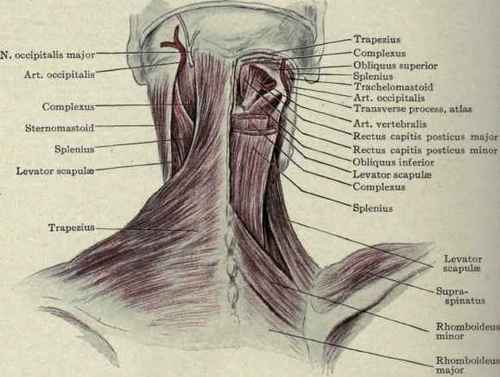 N. occipitalis major
Art. occipitalis
Complexus
Sternomastoid
Splenius
Levator scapulæ
Trapezius
Trapezius
Complexus
Obliquus superior
Splenius
Trachelomastoid
Art. occipitalis
Transverse process, atlas
Art. vertebralis
Rectus capitis posticus major
Rectus capitis posticus minor
Obliquus inferior
Levator scapulæ
Complexus
Splenius
Levator
scapulæ
Supra-
spinatus
Rhomboideus
minor
Rhomboideus
major